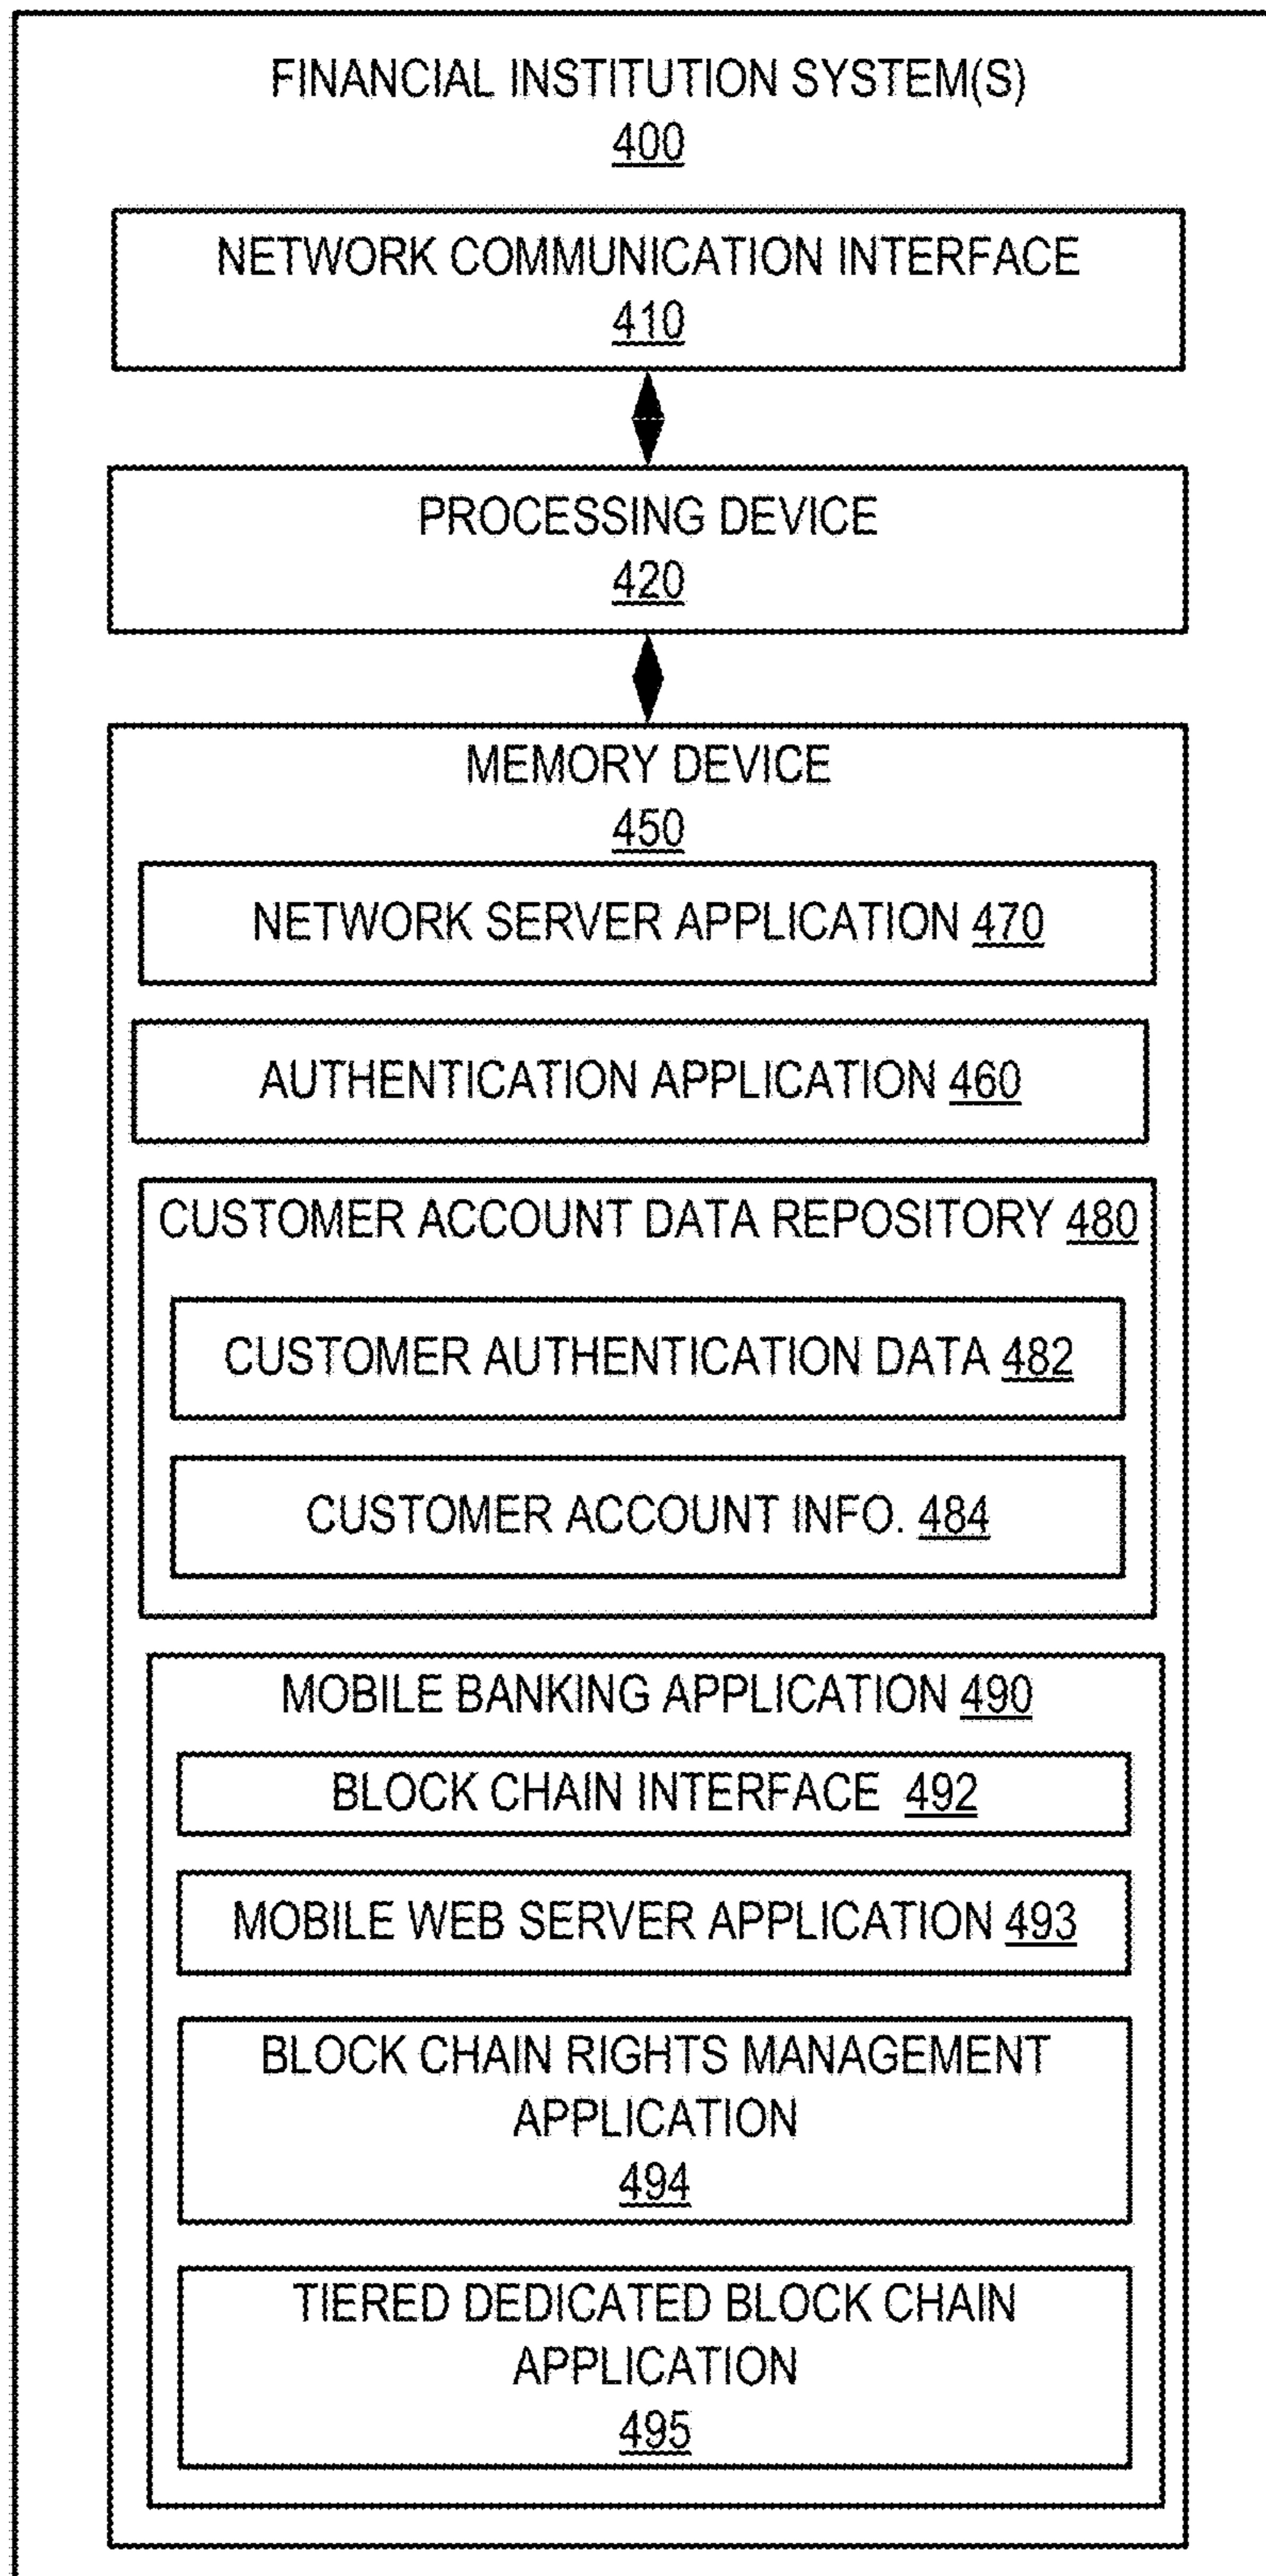 FINANCIAL INSTITUTION SYSTEM(S)
400
NETWORK COMMUNICATION INTERFACE
410
PROCESSING DEVICE
420
MEMORY DEVICE
450
NETWORK SERVER APPLICATION 470
AUTHENTICATION APPLICATION 460
CUSTOMER ACCOUNT DATA REPOSITORY 480
CUSTOMER AUTHENTICATION DATA 482
CUSTOMER ACCOUNT INFO. 484
MOBILE BANKING APPLICATION 490
BLOCK CHAIN INTERFACE 492
MOBILE WEB SERVER APPLICATION 493
BLOCK CHAIN RIGHTS MANAGEMENT
APPLICATION
494
TIERED DEDICATED BLOCK CHAIN
APPLICATION
495